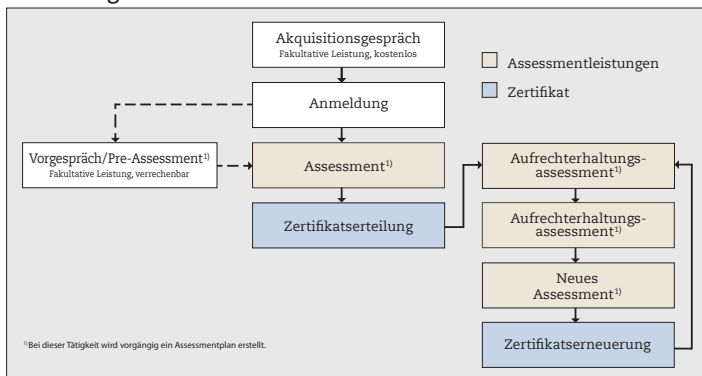 Akquisitionsgespräch
Fakultative Leistung, kostenlos
Assessmentleistungen
Zertifikat
Anmeldung
Vorgespräch/Pre-Assessment¹⁾
Fakultative Leistung, verrechenbar
Assessment¹⁾
Aufrechterhaltungs-
assessment¹⁾
Zertifikatserteilung
Aufrechterhaltungs-
assessment¹⁾
Neues
Assessment¹⁾
Zertifikatserneuerung
¹⁾Bei dieser Tätigkeit wird vorgängig ein Assessmentplan erstellt.